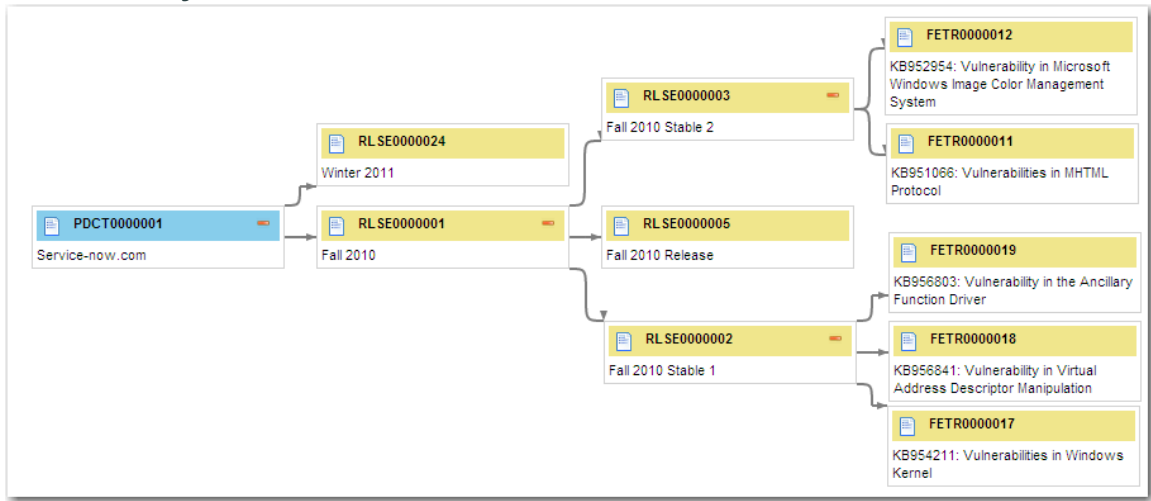 FETR0000012
KB952954: Vulnerability in Microsoft
Windows Image Color Management
System
RLSE0000003
Fall 2010 Stable 2
FETR0000011
KB951066: Vulnerabilities in MHTML
Protocol
RLSE0000024
Winter 2011
PDCT0000001
Service-now.com
RLSE0000001
Fall 2010
RLSE0000005
Fall 2010 Release
FETR0000019
KB956803: Vulnerability in the Ancillary
Function Driver
RLSE0000002
Fall 2010 Stable 1
FETR0000018
KB956841: Vulnerability in Virtual
Address Descriptor Manipulation
FETR0000017
KB954211: Vulnerabilities in Windows
Kernel